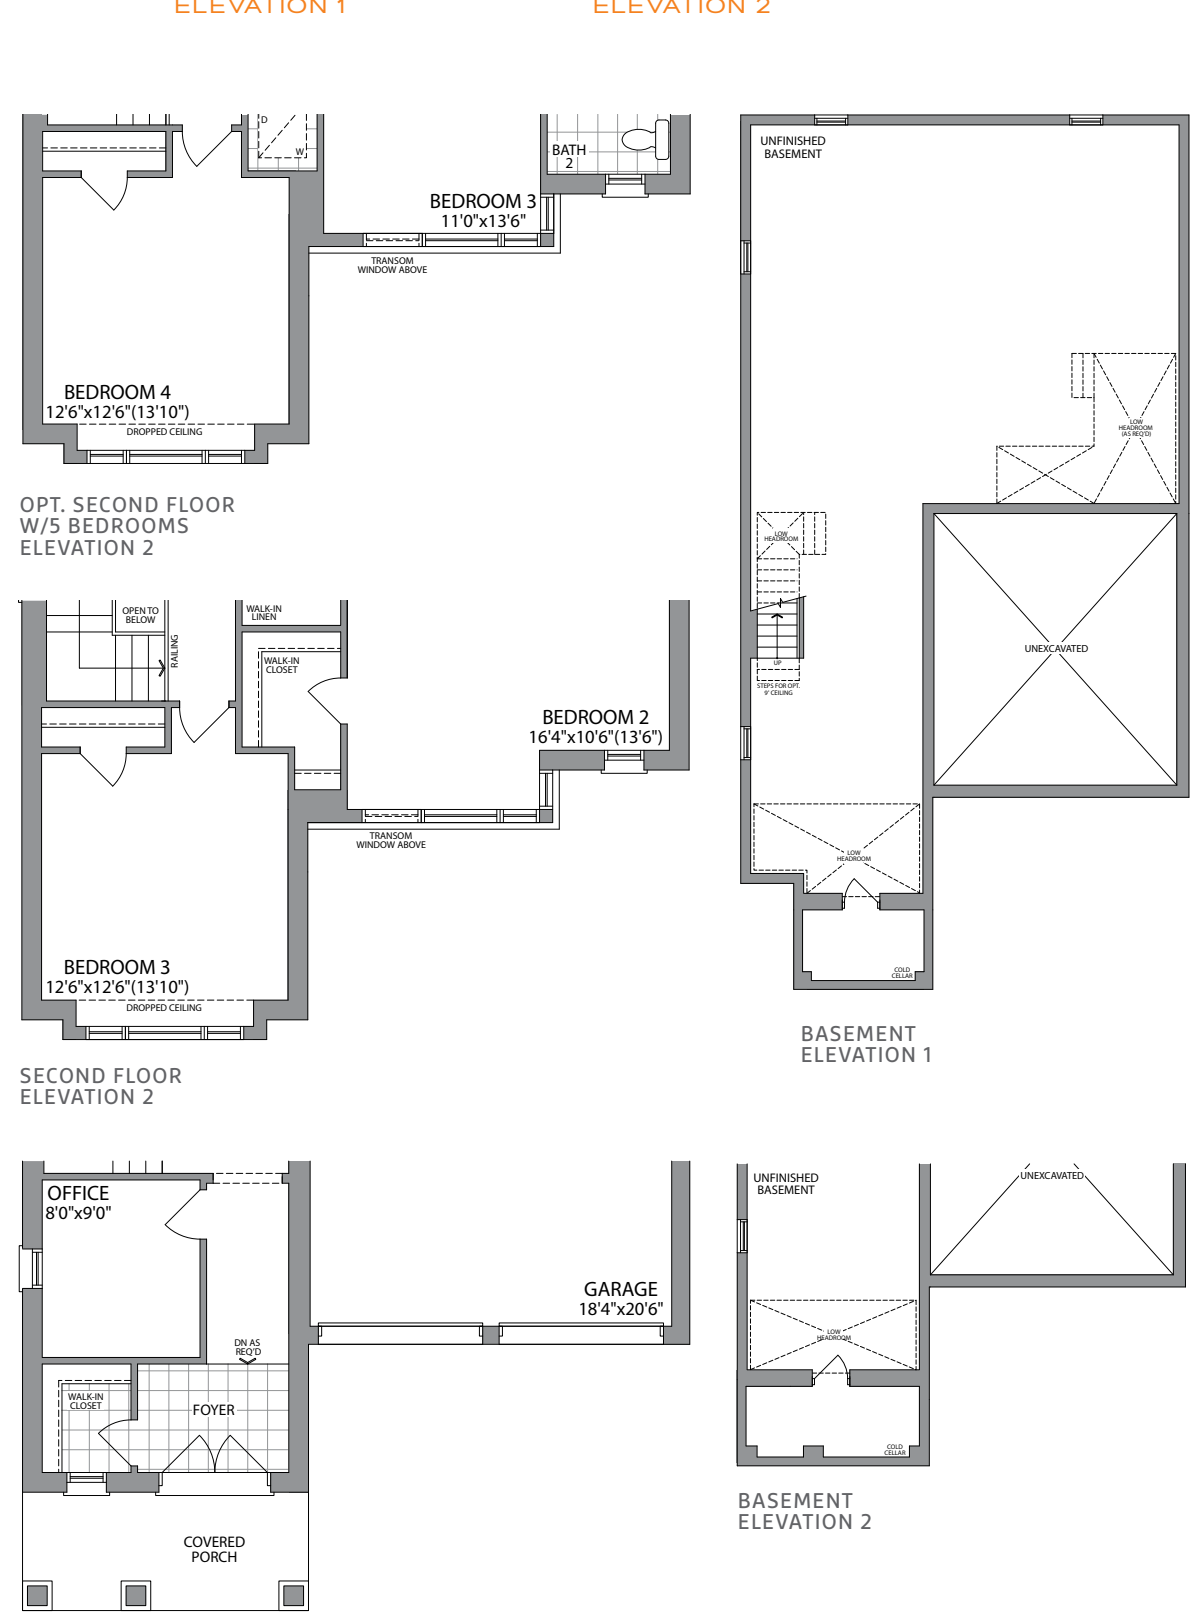 ELEVATION 1
ELEVATION 2
D
W
BATH
2
BEDROOM 3
11'0"x13'6"
TRANSOM
WINDOW ABOVE
BEDROOM 4
12'6"x12'6"(13'10")
DROPPED CEILING
OPT. SECOND FLOOR
W/5 BEDROOMS
ELEVATION 2
OPEN TO
BELOW
RAILING
WALK-IN
LINEN
WALK-IN
CLOSET
BEDROOM 2
16'4"x10'6"(13'6")
TRANSOM
WINDOW ABOVE
BEDROOM 3
12'6"x12'6"(13'10")
DROPPED CEILING
SECOND FLOOR
ELEVATION 2
OFFICE
8'0"x9'0"
GARAGE
18'4"x20'6"
DN AS
REQ'D
WALK-IN
CLOSET
FOYER
COVERED
PORCH
UNFINISHED
BASEMENT
LOW
HEADROOM
(AS REQ'D)
LOW
HEADROOM
UP
STEPS FOR OPT.
9' CEILING
UNEXCAVATED
LOW
HEADROOM
COLD
CELLAR
BASEMENT
ELEVATION 1
UNFINISHED
BASEMENT
UNEXCAVATED
LOW
HEADROOM
COLD
CELLAR
BASEMENT
ELEVATION 2